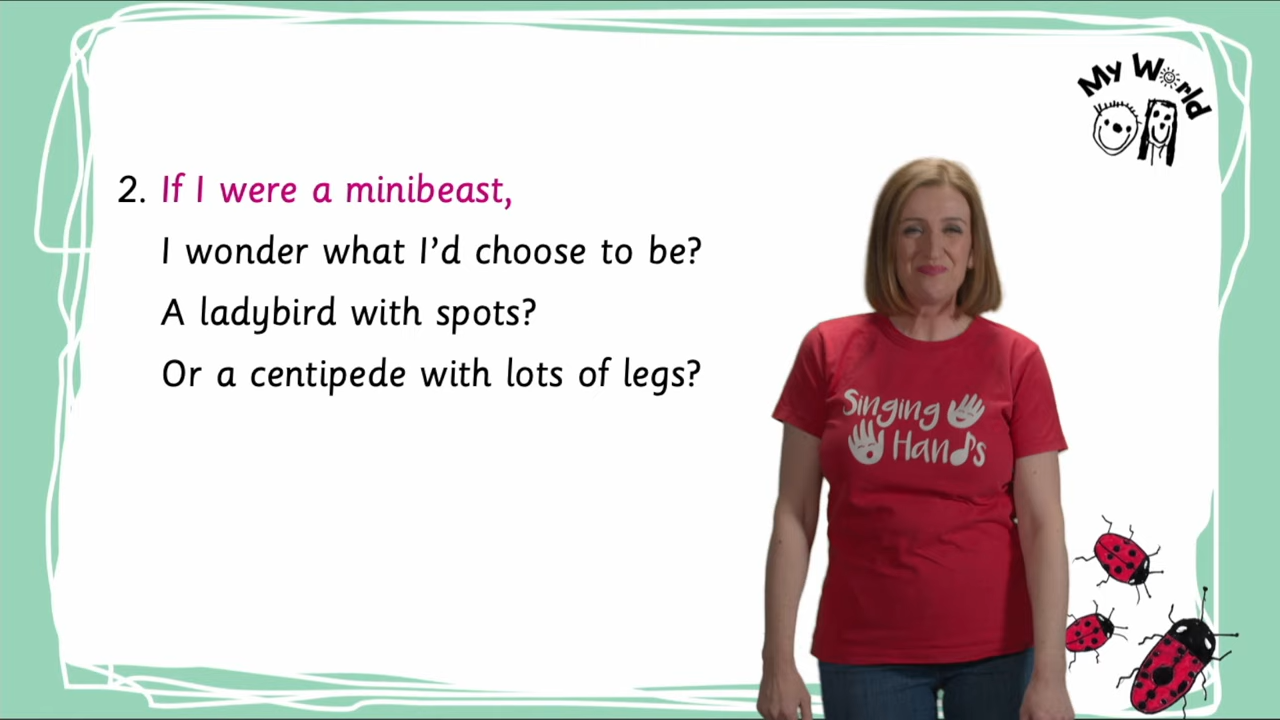 My World
2. If I were a minibeast,
I wonder what I'd choose to be?
A ladybird with spots?
Or a centipede with lots of legs?
Singing
Hands